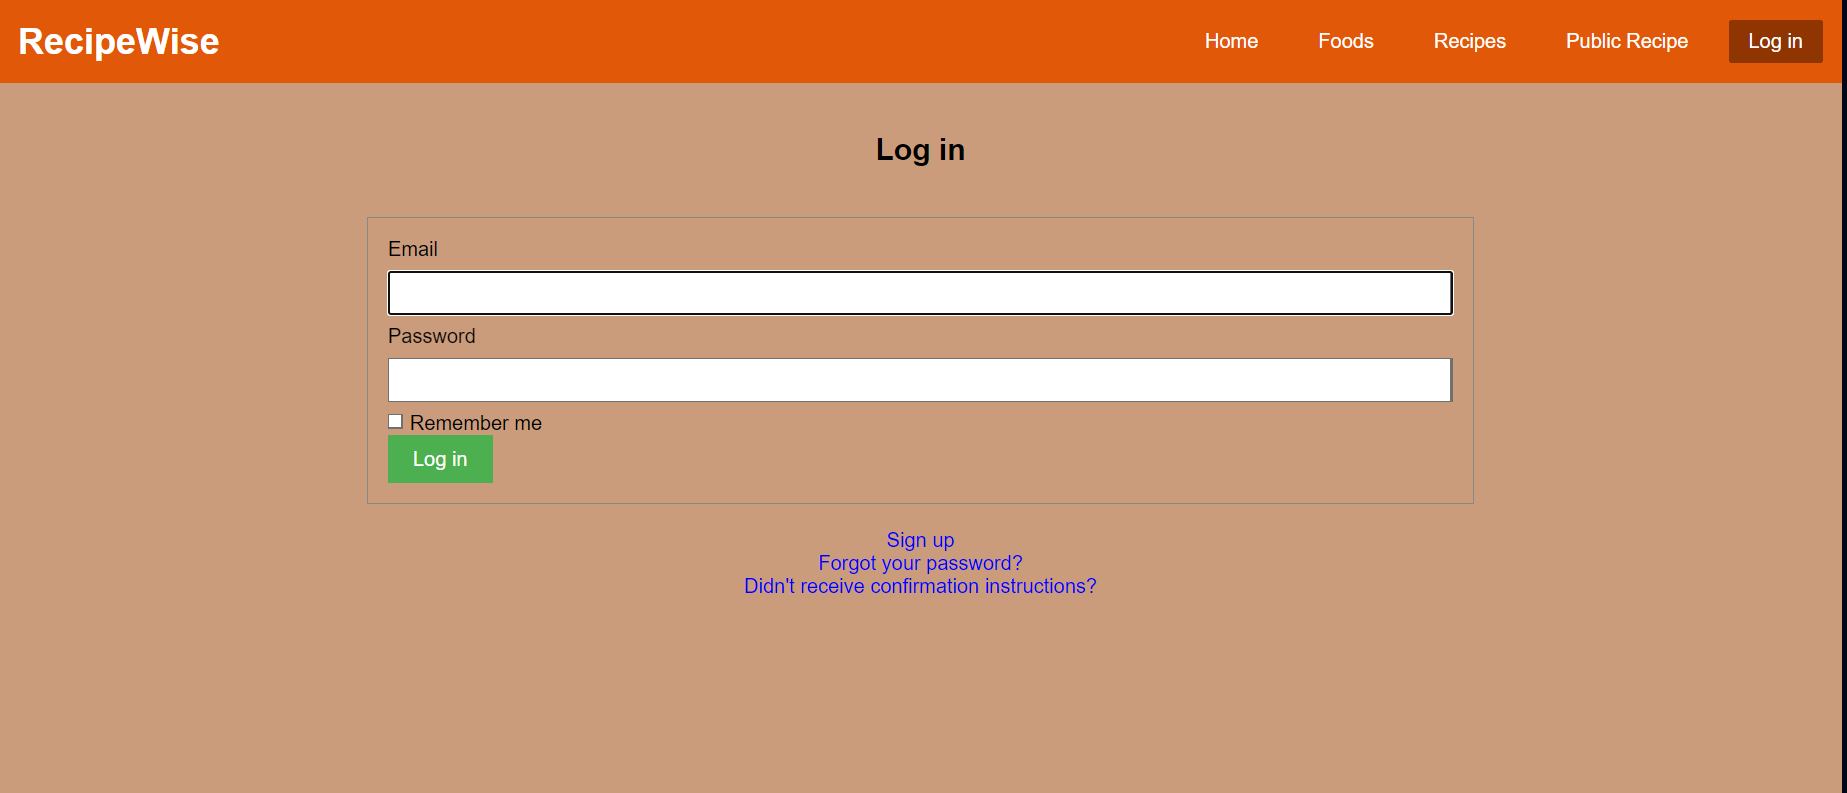 RecipeWise Home Foods Recipes Public Recipe Log in
Log in
Email
Password
Remember me
Log in
Sign up
Forgot your password?
Didn't receive confirmation instructions?